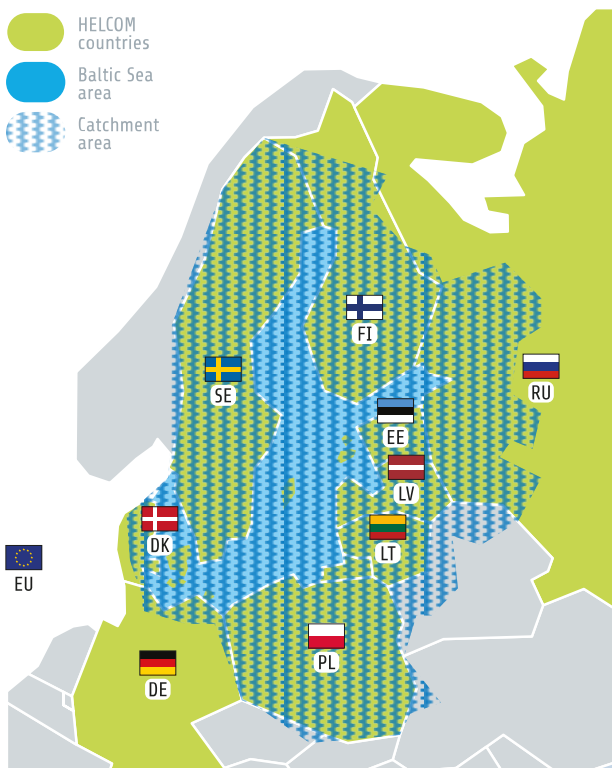 HELCOM
countries
Baltic Sea
area
Catchment
area
FI
SE
RU
EE
LV
DK
LT
EU
PL
DE